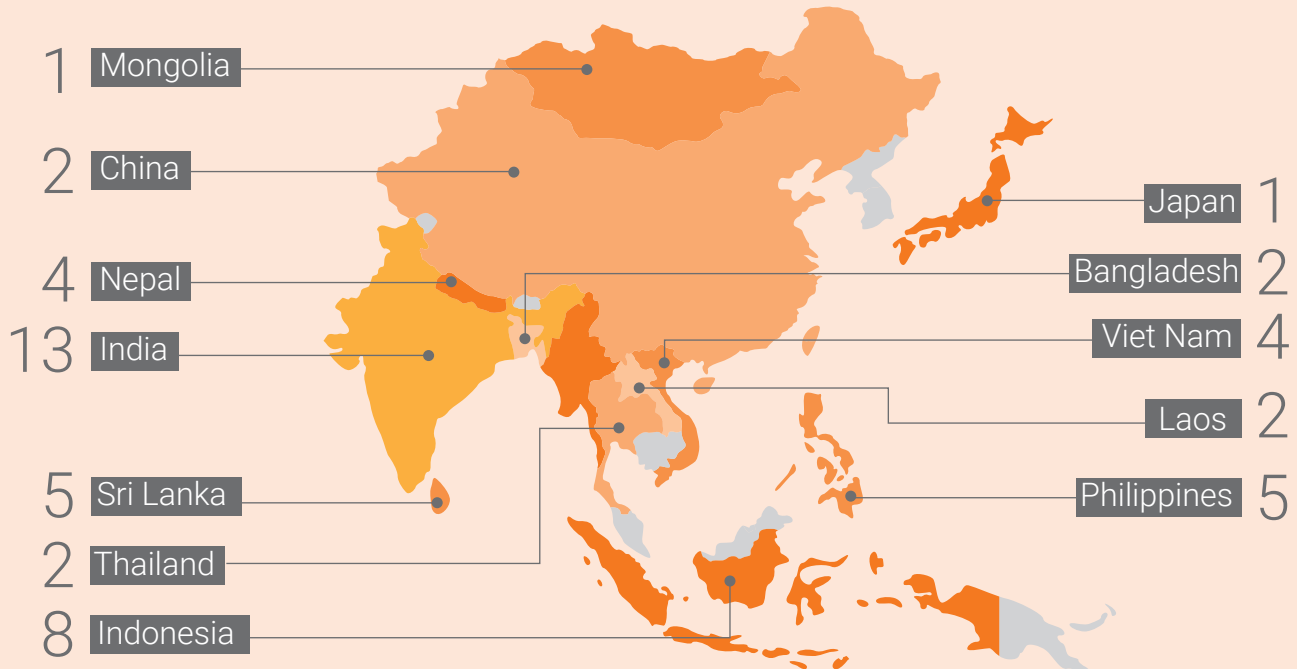 1 Mongolia
2 China
4 Nepal
13 India
5 Sri Lanka
2 Thailand
8 Indonesia
Japan 1
Bangladesh 2
Viet Nam 4
Laos 2
Philippines 5